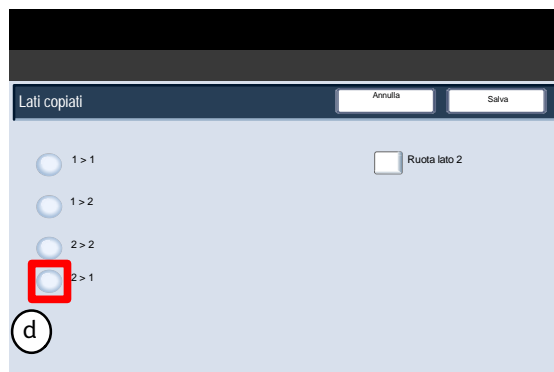 Lati copiati
Annulla
Salva
1 > 1
Ruota lato 2
1 > 2
2 > 2
2 > 1
d